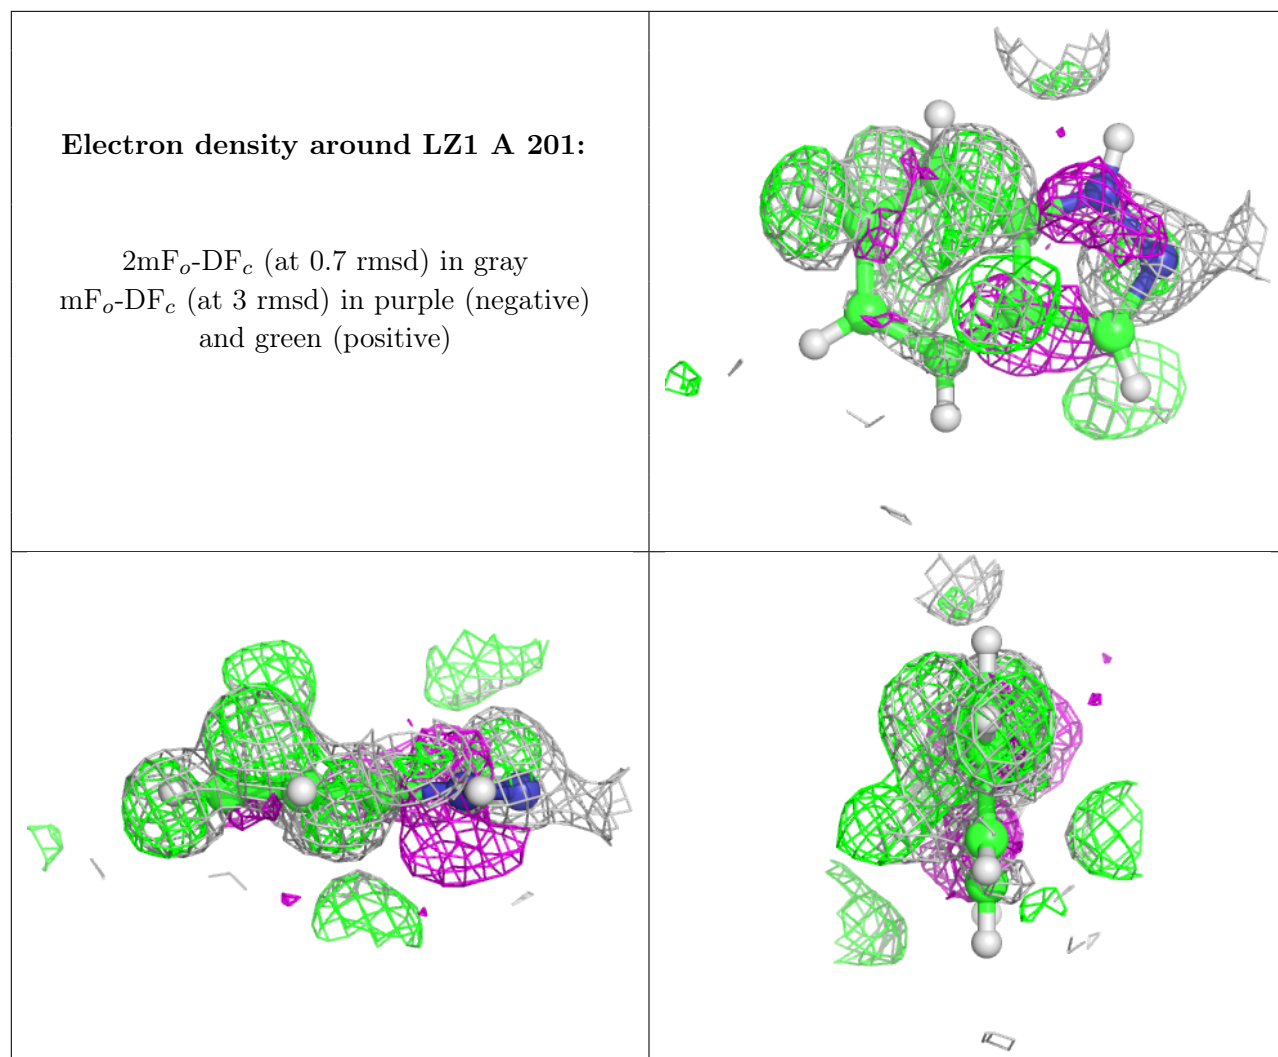 Electron density around LZ1 A 201:
2mFo-DFc (at 0.7 rmsd) in gray
mFo-DFc (at 3 rmsd) in purple (negative)
and green (positive)